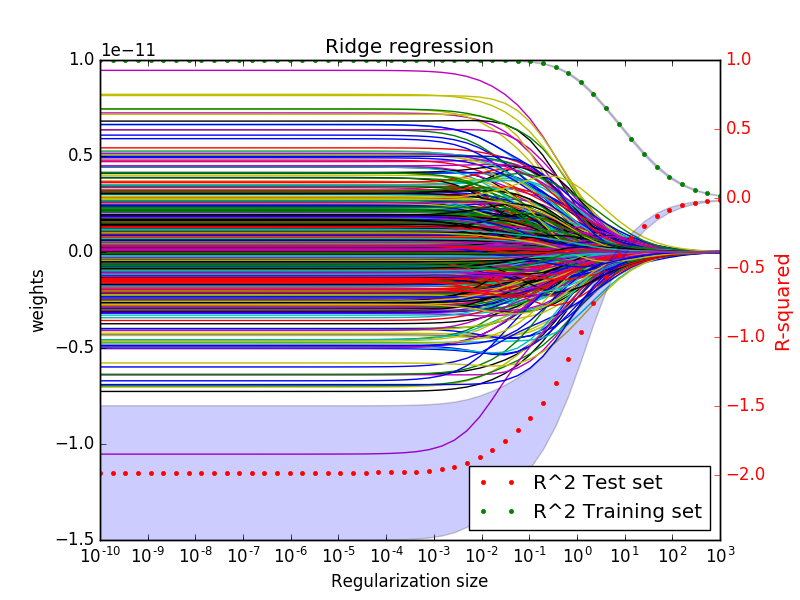 Ridge regression
1e−11
1.0
0.5
0.0
−0.5
−1.0
−1.5
weights
1.0
0.5
0.0
−0.5
−1.0
−1.5
−2.0
R-squared
R^2 Test set
R^2 Training set
10^-10 10^-9 10^-8 10^-7 10^-6 10^-5 10^-4 10^-3 10^-2 10^-1 10^0 10^1 10^2 10^3
Regularization size